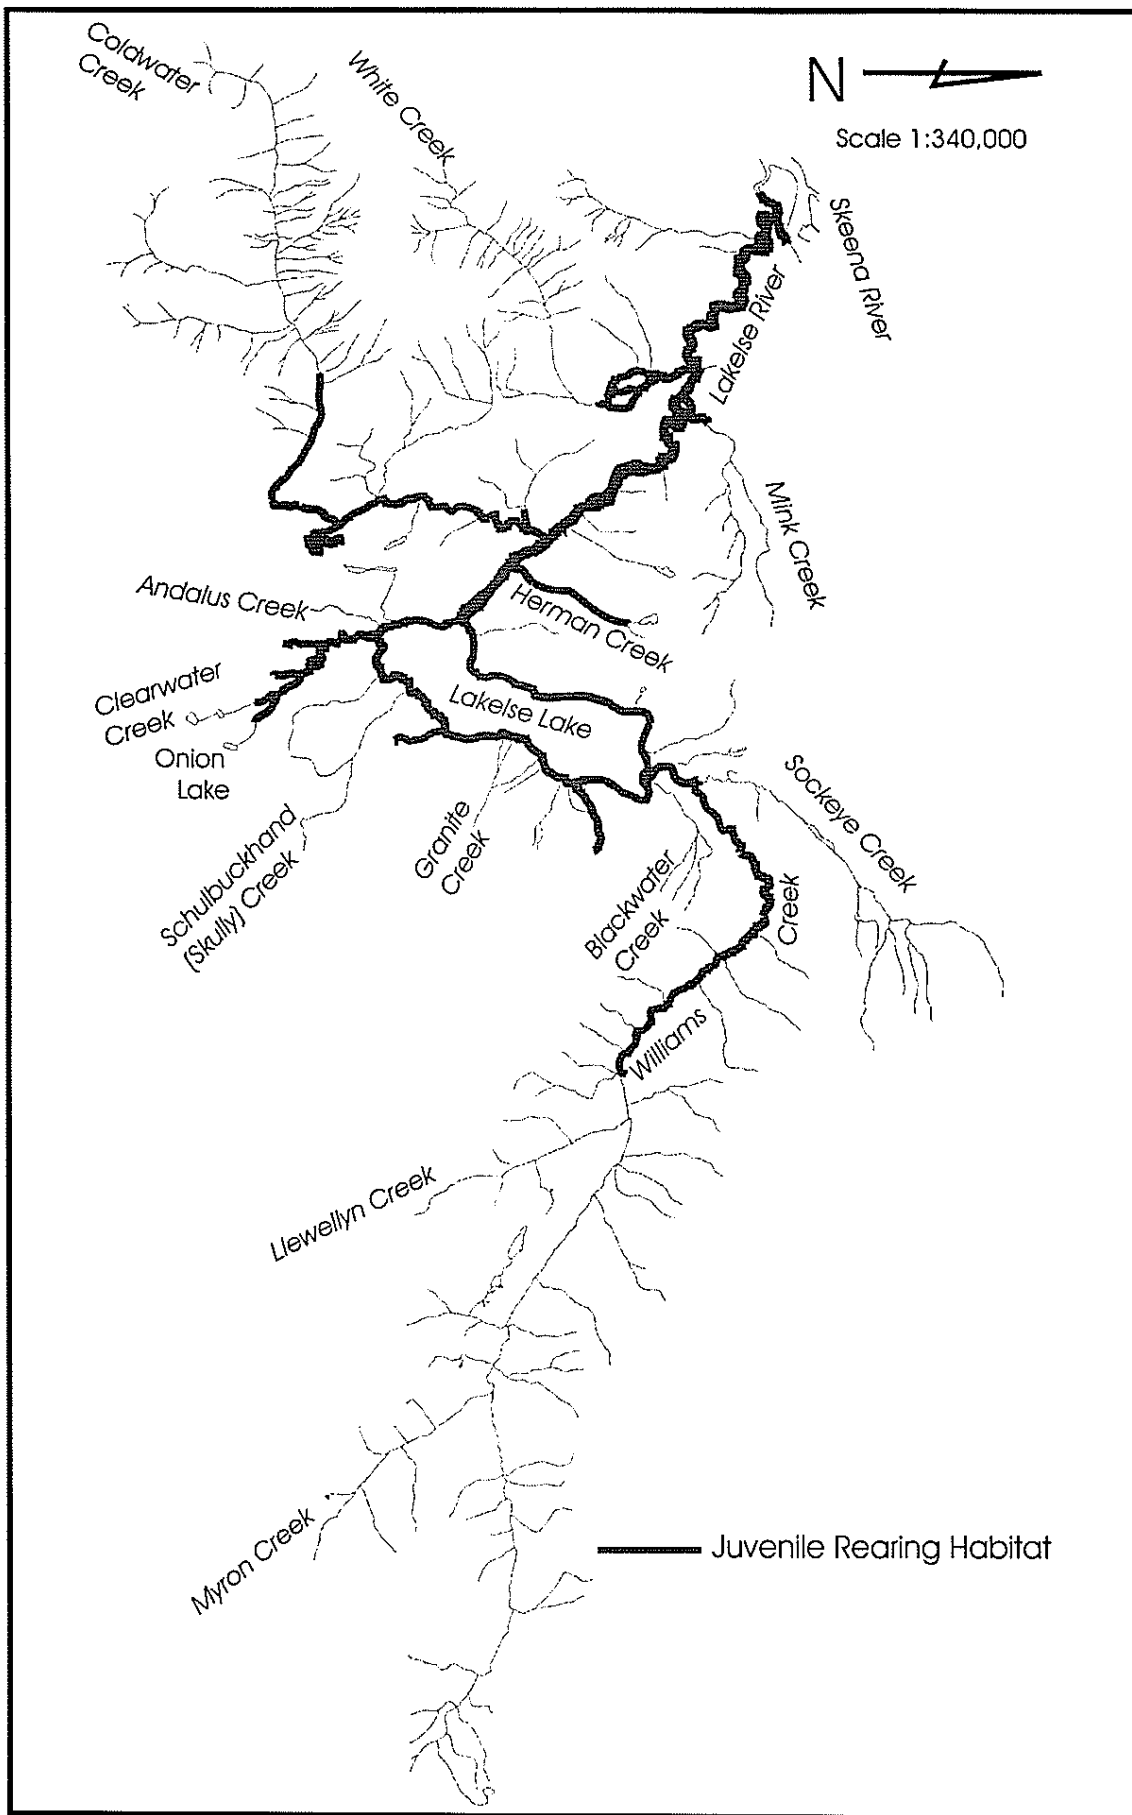 Coldwater
Creek
White Creek
N
Scale 1:340,000
Skeena River
Lakelse River
Mink Creek
Andalus Creek
Herman Creek
Clearwater
Creek
Onion
Lake
Lakelse Lake
Sockeye Creek
Schulbuckhand
(Skully) Creek
Granite
Creek
Blackwater
Creek
Williams
Creek
Llewellyn Creek
Myron Creek
Juvenile Rearing Habitat